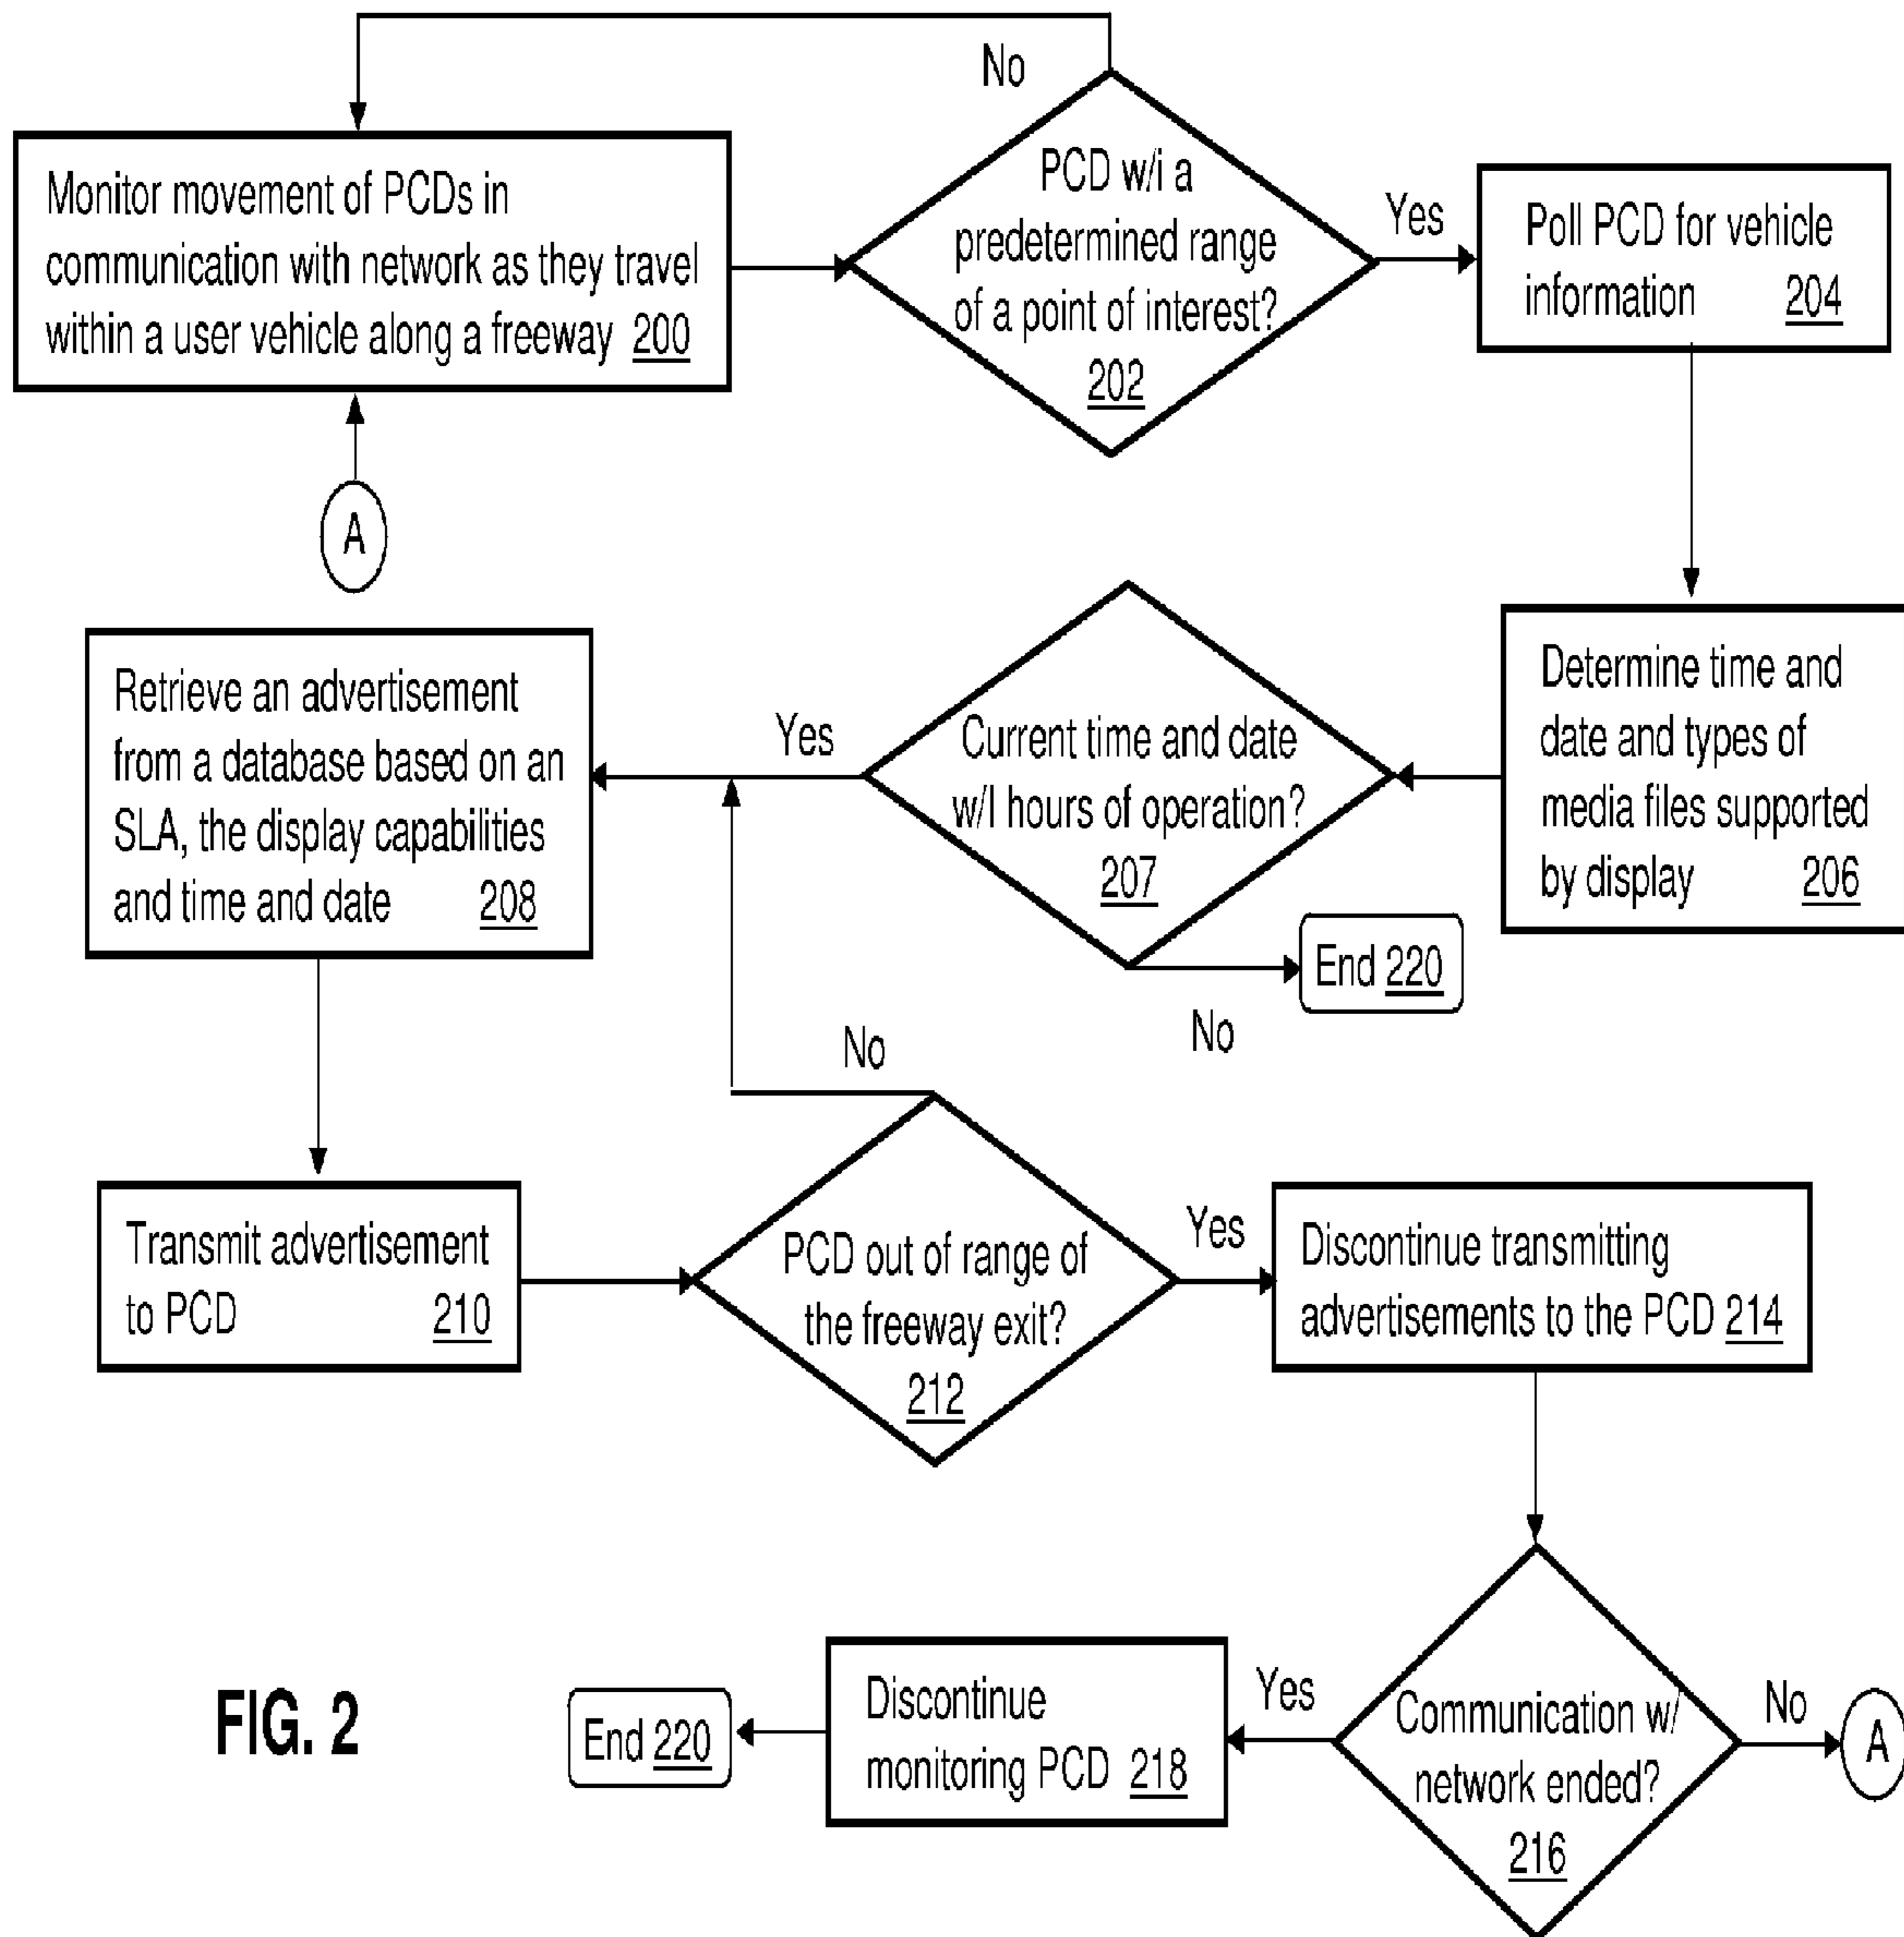 No
Monitor movement of PCDs in
communication with network as they travel
within a user vehicle along a freeway 200
PCD w/i a
predetermined range
of a point of interest?
202
Yes
Poll PCD for vehicle
information 204
A
Retrieve an advertisement
from a database based on an
SLA, the display capabilities
and time and date 208
Yes
Current time and date
w/I hours of operation?
207
Determine time and
date and types of
media files supported
by display 206
End 220
No
No
Transmit advertisement
to PCD 210
PCD out of range of
the freeway exit?
212
Yes
Discontinue transmitting
advertisements to the PCD 214
FIG. 2
End 220
Discontinue
monitoring PCD 218
Yes
Communication w/
network ended?
216
No
A